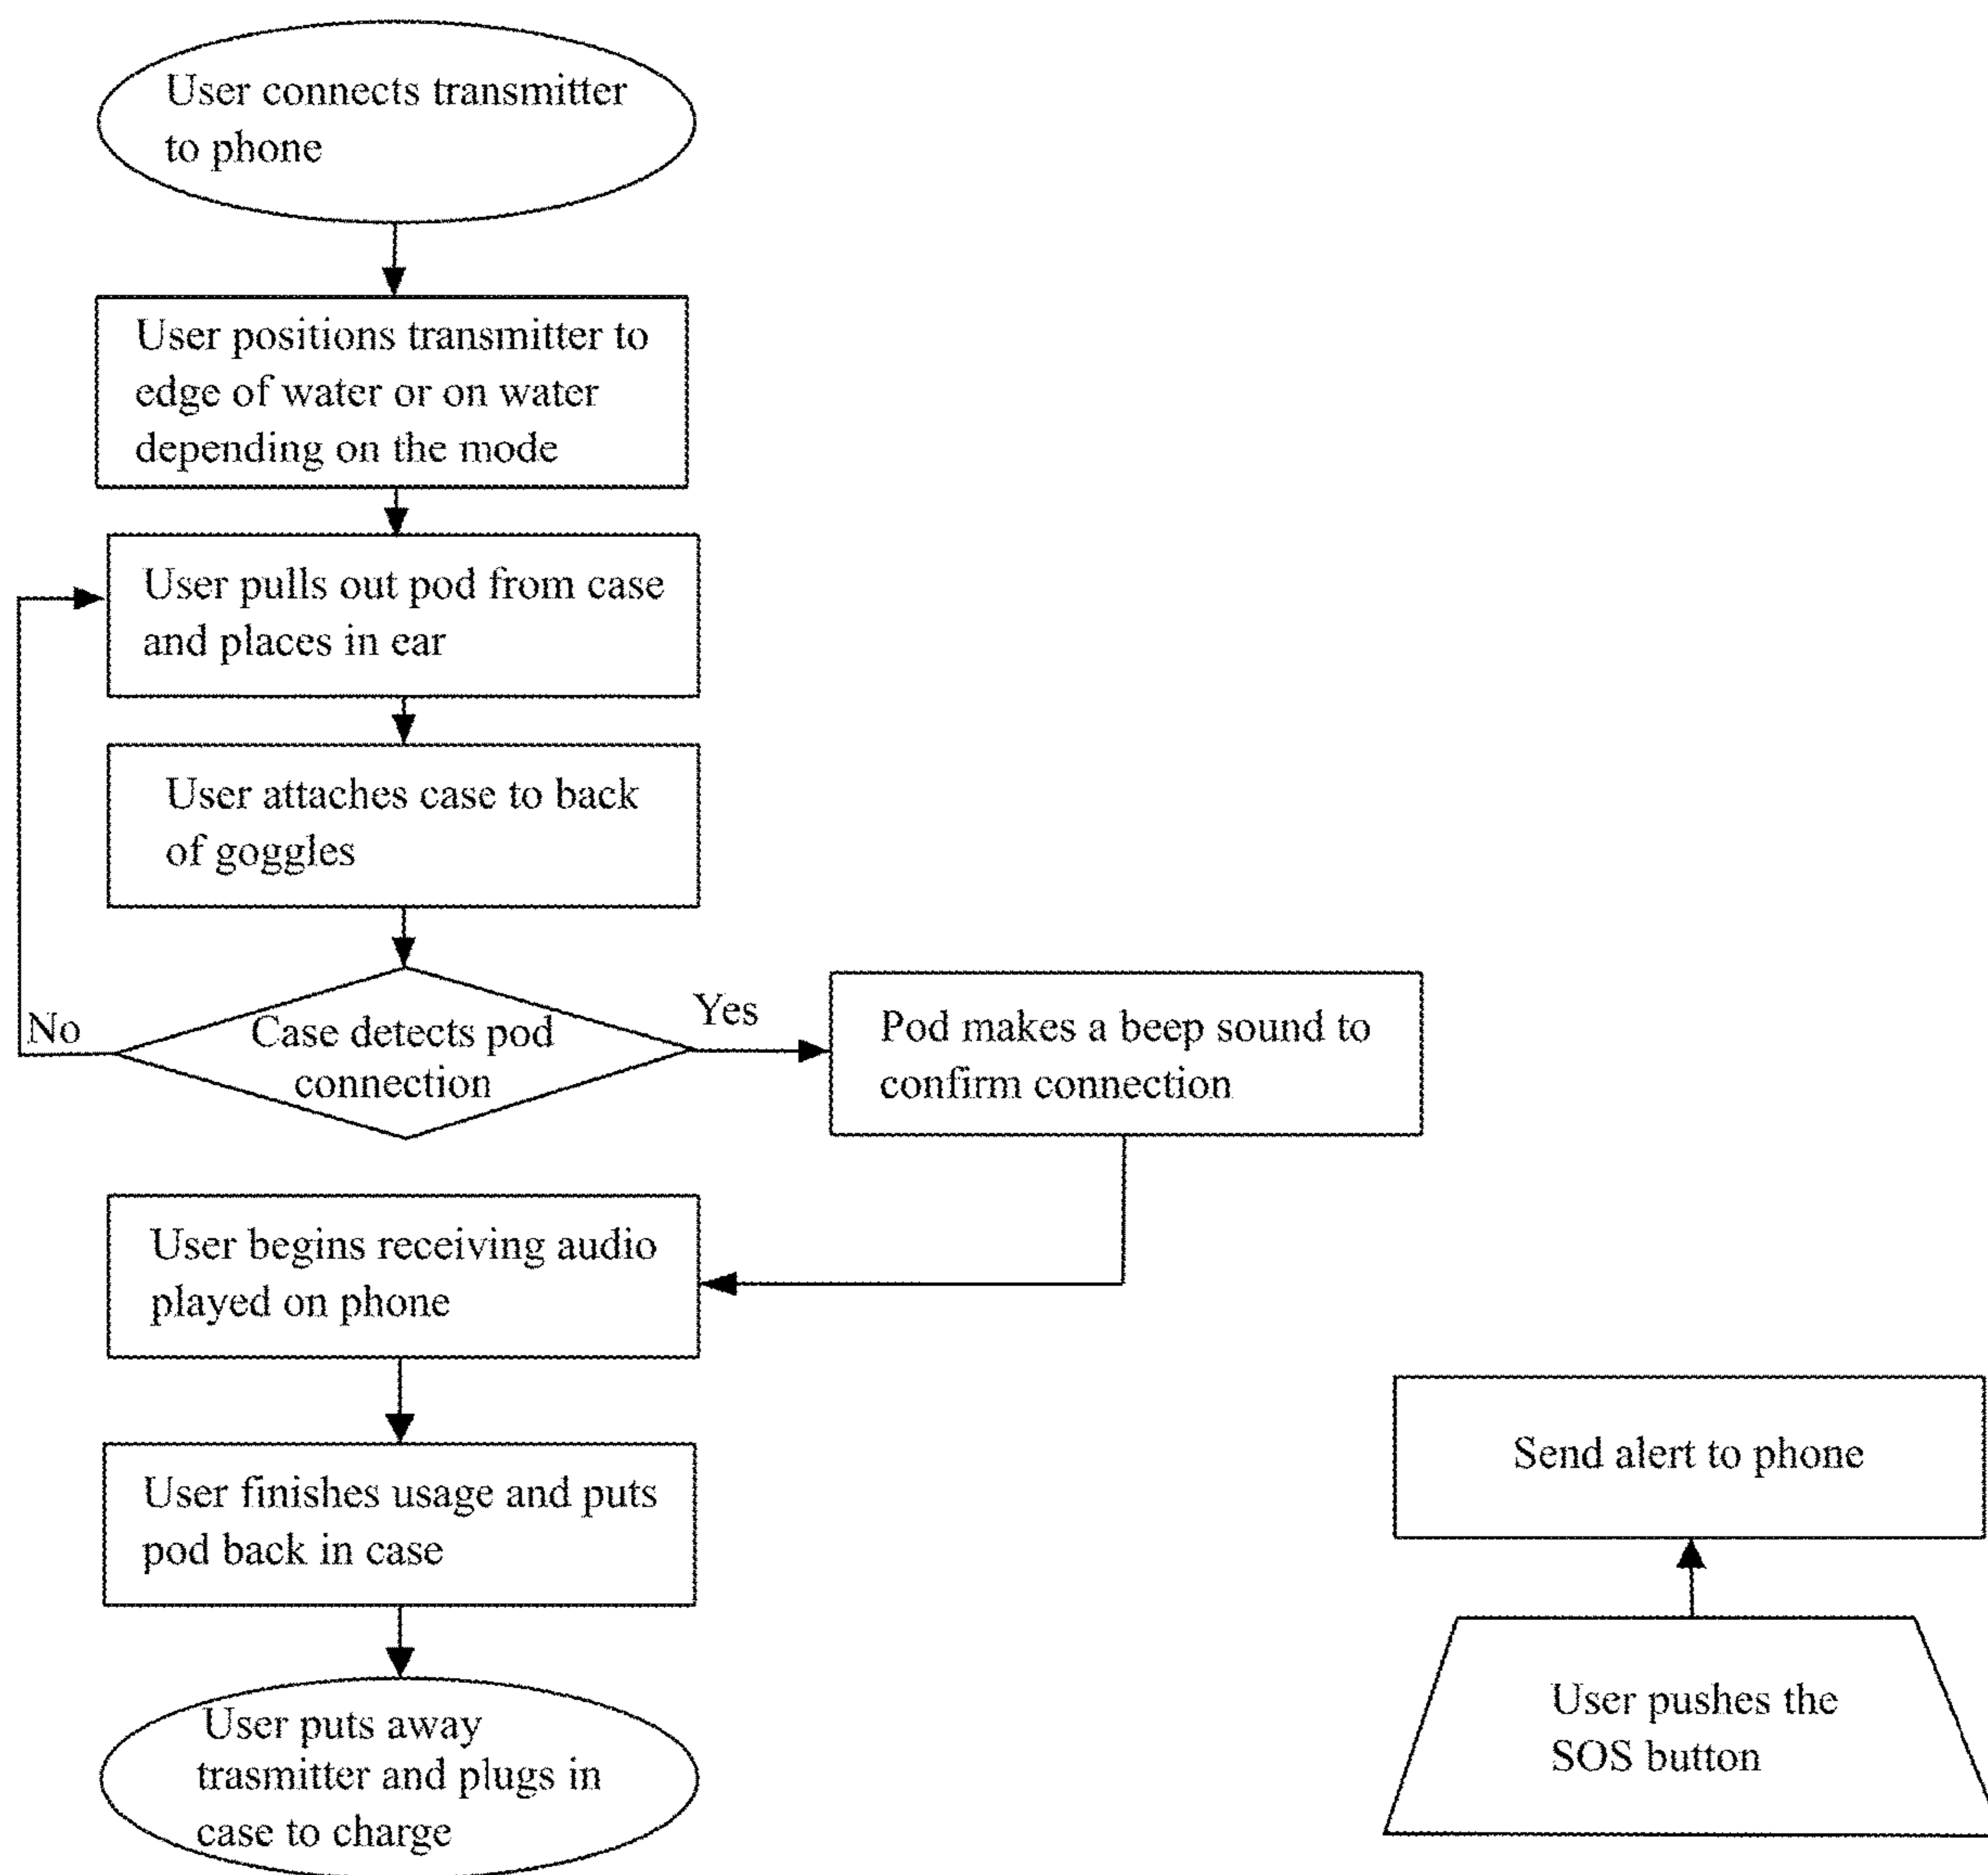 User connects transmitter
to phone
User positions transmitter to
edge of water or on water
depending on the mode
User pulls out pod from case
and places in ear
User attaches case to back
of goggles
No
Case detects pod
connection
Yes
Pod makes a beep sound to
confirm connection
User begins receiving audio
played on phone
User finishes usage and puts
pod back in case
User puts away
trasmitter and plugs in
case to charge
Send alert to phone
User pushes the
SOS button